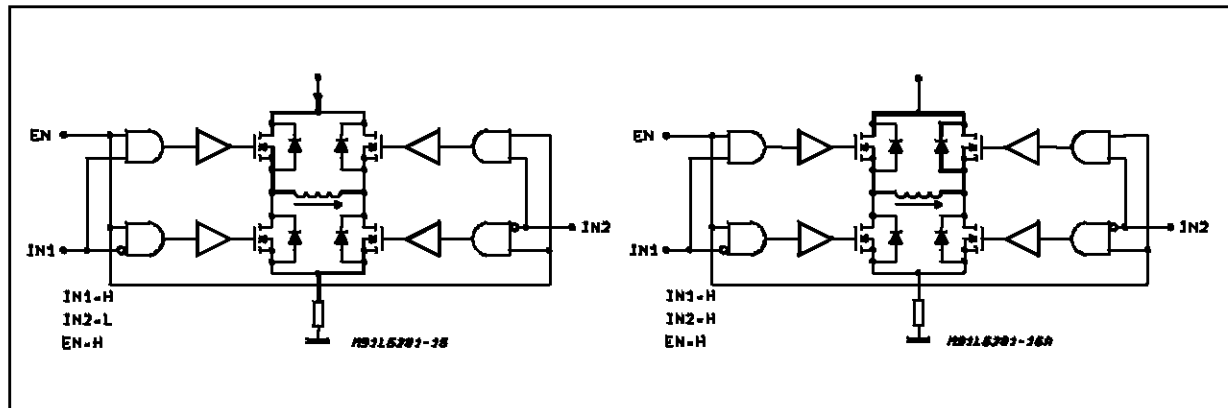 EN
IN1
IN2
IN1=H
IN2=L
EN=H
EN
IN1
IN2
IN1=H
IN2=H
EN=H